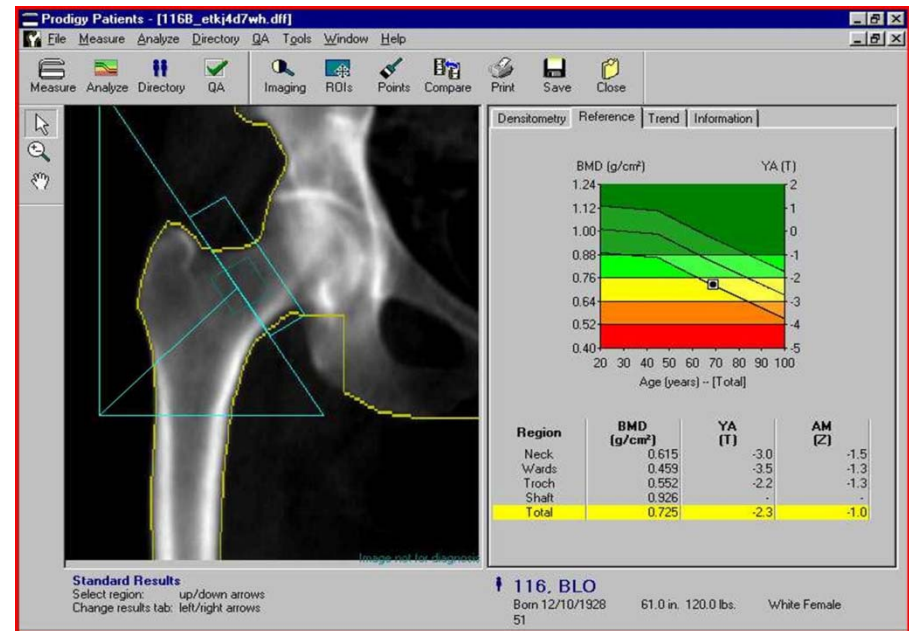 Prodigy Patients - [116B_etkj4d7wh.dff]
File Measure Analyze Directory QA Tools Window Help
Measure Analyze Directory QA Imaging ROIs Points Compare Print Save Close
Densitometry Reference Trend Information
BMD (g/cm²) YA (T)
1.24 2
1.12 1
1.00 0
0.88 -1
0.76 -2
0.64 -3
0.52 -4
0.40 -5
20 30 40 50 60 70 80 90 100
Age (years) -- [Total]
Region BMD (g/cm²) YA (T) AM (Z)
Neck 0.615 -3.0 -1.5
Wards 0.459 -3.5 -1.3
Troch 0.552 -2.2 -1.3
Shaft 0.926 - -
Total 0.725 -2.3 -1.0
Image not for diagnosis
Standard Results
Select region: up/down arrows
Change results tab: left/right arrows
116, BLO
Born 12/10/1928 61.0 in. 120.0 lbs. White Female
51